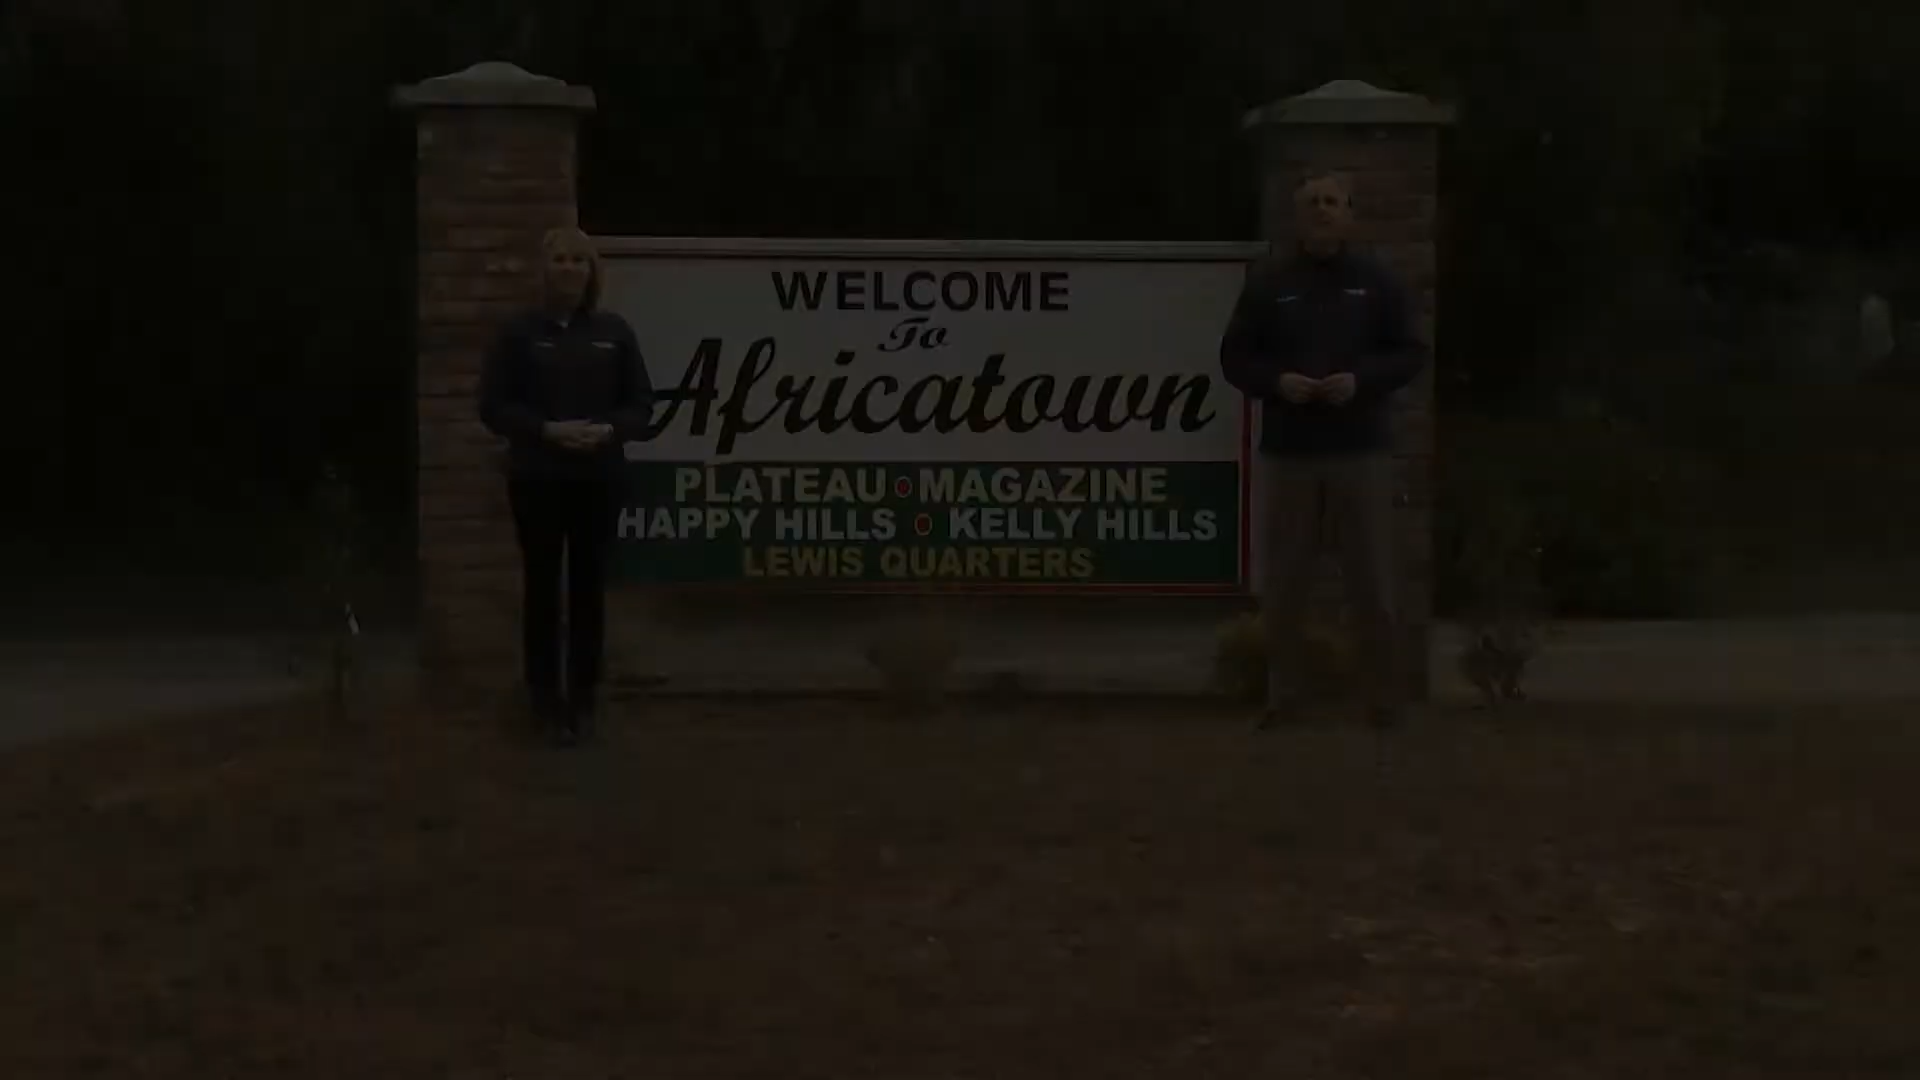 WELCOME
To
Africatown
PLATEAU • MAGAZINE
HAPPY HILLS • KELLY HILLS
LEWIS QUARTERS